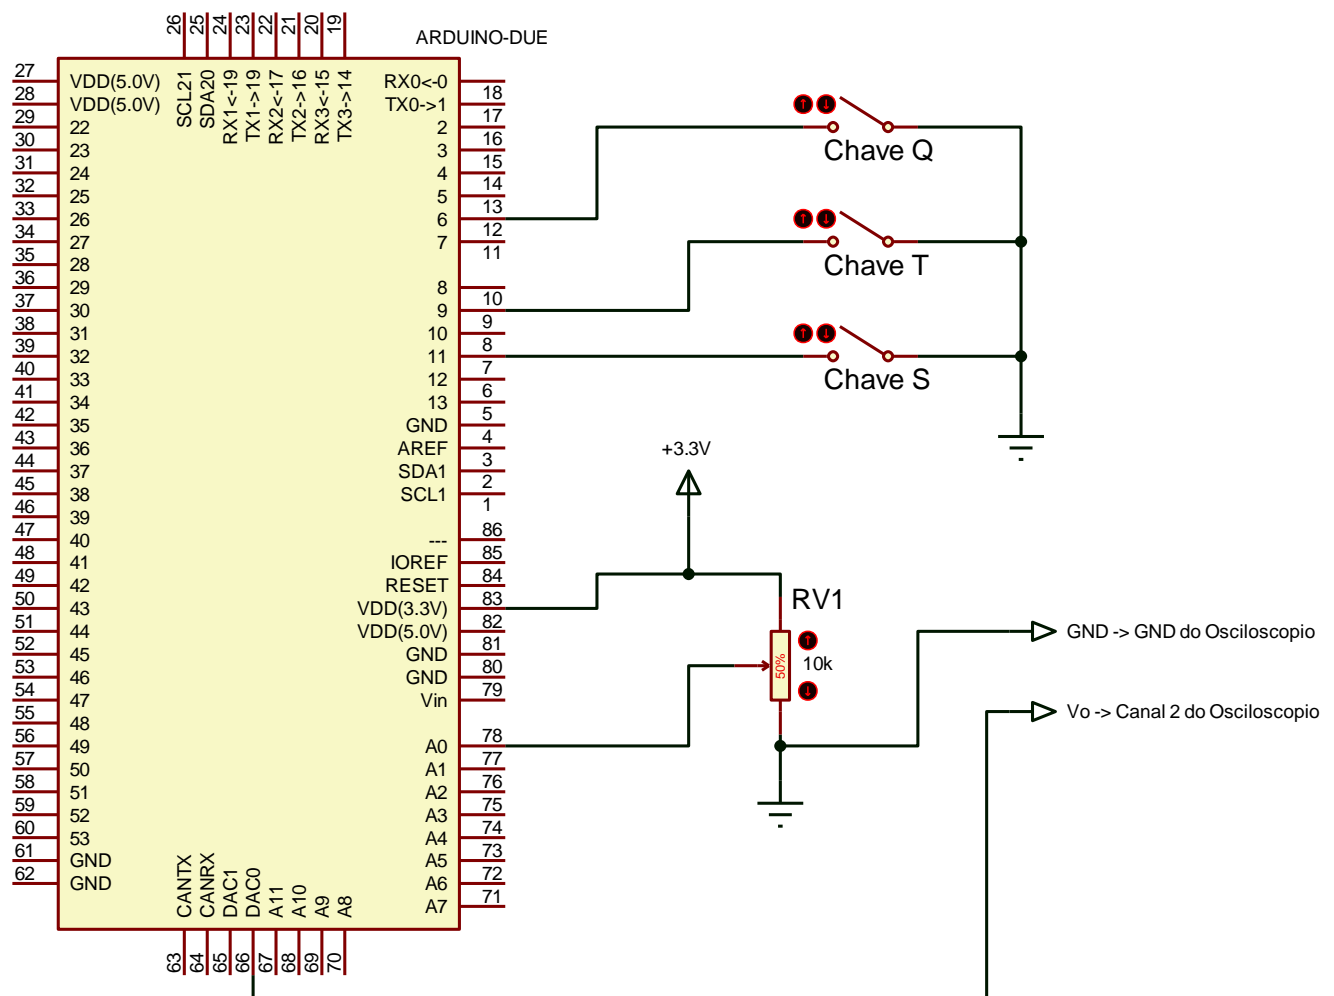 ARDUINO-DUE
26 25 24 23 22 21 20 19
SCL21 SDA20 RX1<-19 TX1->19 RX2<-17 TX2->16 RX3<-15 TX3->14
27 VDD(5.0V)
28 VDD(5.0V)
29 22
30 23
31 24
32 25
33 26
34 27
35 28
36 29
37 30
38 31
39 32
40 33
41 34
42 35
43 36
44 37
45 38
46 39
47 40
48 41
49 42
50 43
51 44
52 45
53 46
54 47
55 48
56 49
57 50
58 51
59 52
60 53
61 GND
62 GND
RX0<-0 18
TX0->1 17
2 16
3 15
4 14
5 13
6 12
7 11
8 10
9 9
10 8
11 7
12 6
13 5
GND 4
AREF 3
SDA1 2
SCL1 1
--- 86
IOREF 85
RESET 84
VDD(3.3V) 83
VDD(5.0V) 82
GND 81
GND 80
Vin 79
A0 78
A1 77
A2 76
A3 75
A4 74
A5 73
A6 72
A7 71
CANTX CANRX DAC1 DAC0 A11 A10 A9 A8
63 64 65 66 67 68 69 70
Chave Q
Chave T
Chave S
+3.3V
RV1
50%
10k
GND -> GND do Osciloscopio
Vo -> Canal 2 do Osciloscopio